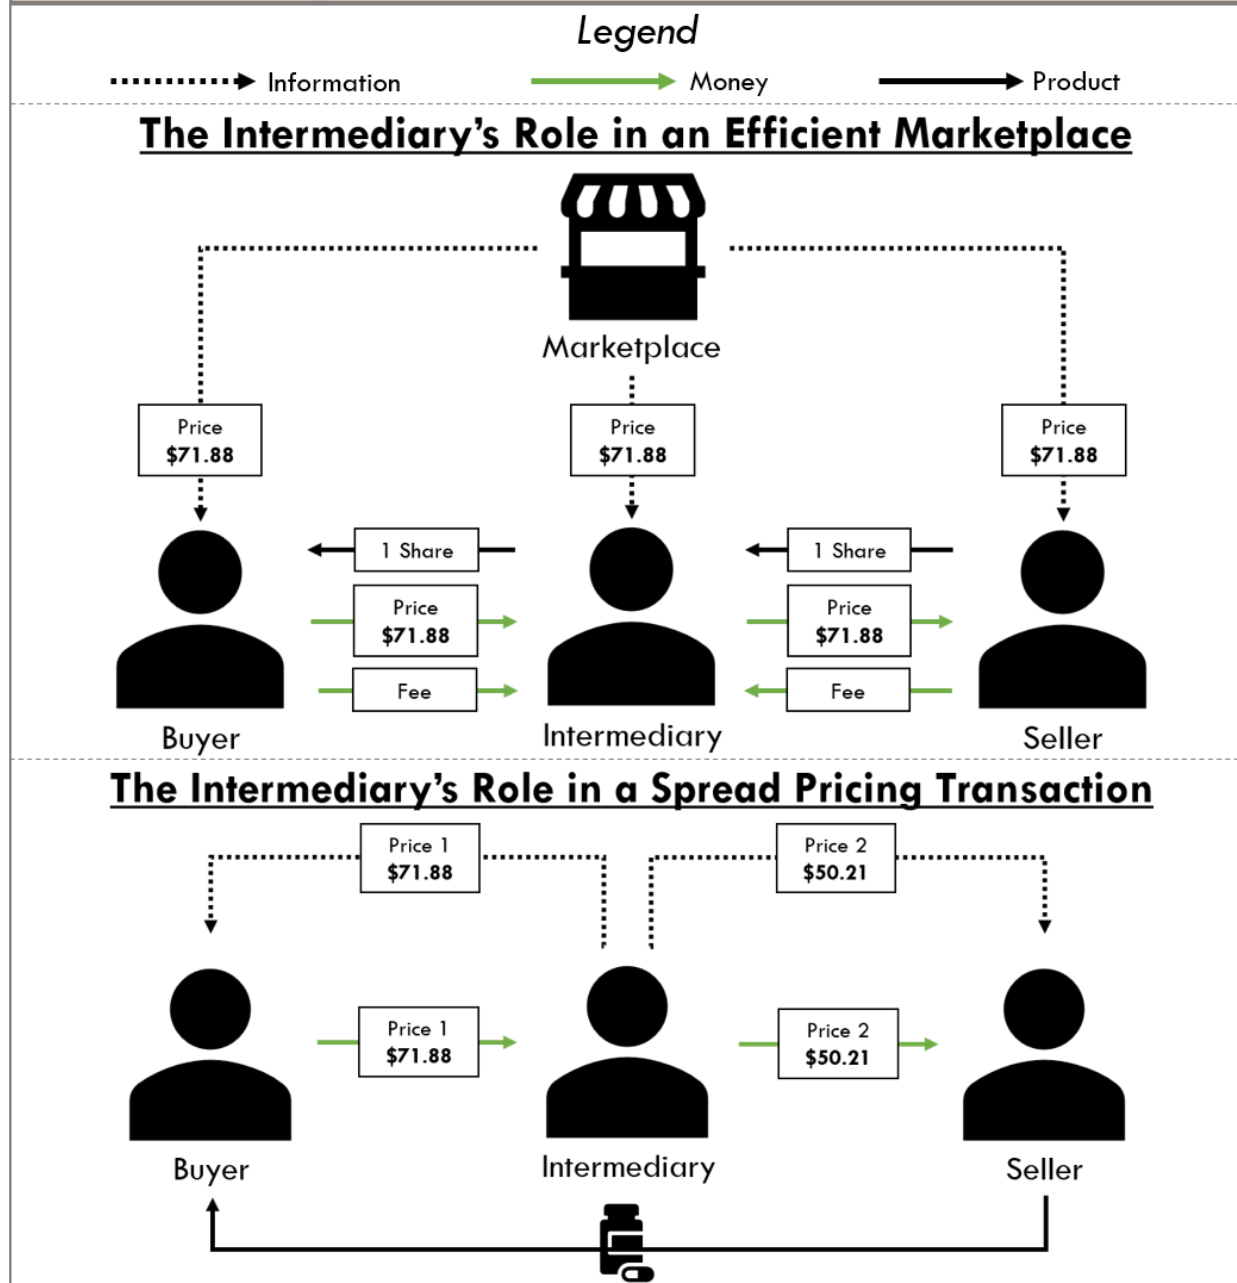 Legend
Information
Money
Product
The Intermediary's Role in an Efficient Marketplace
Marketplace
Price
$71.88
Price
$71.88
Price
$71.88
1 Share
1 Share
Price
$71.88
Price
$71.88
Fee
Fee
Buyer
Intermediary
Seller
The Intermediary's Role in a Spread Pricing Transaction
Price 1
$71.88
Price 2
$50.21
Price 1
$71.88
Price 2
$50.21
Buyer
Intermediary
Seller